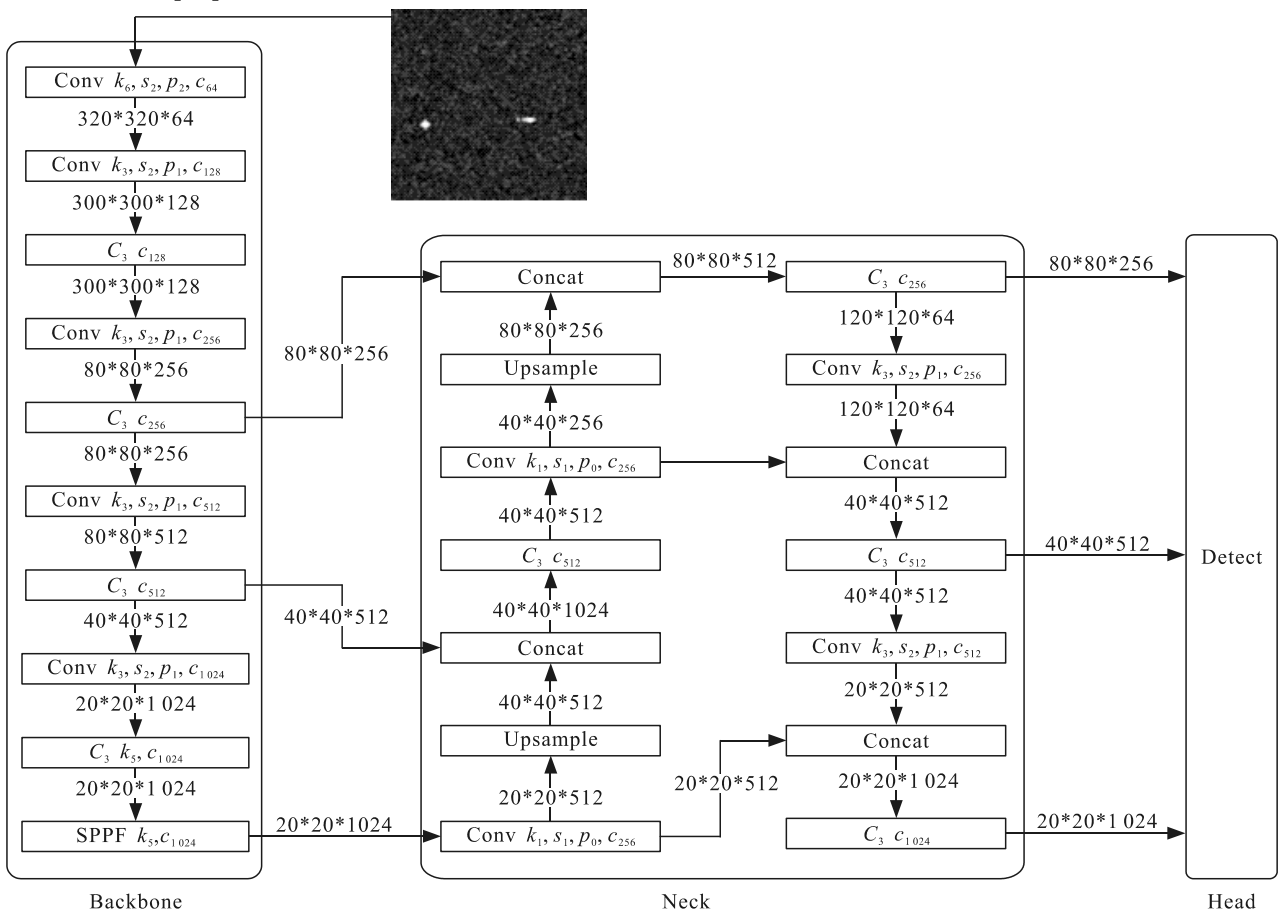 Conv k₆, s₂, p₂, c₆₄
320*320*64
Conv k₃, s₂, p₁, c₁₂₈
300*300*128
C₃ c₁₂₈
300*300*128
Conv k₃, s₂, p₁, c₂₅₆
80*80*256
C₃ c₂₅₆
80*80*256
Conv k₃, s₂, p₁, c₅₁₂
80*80*512
C₃ c₅₁₂
40*40*512
Conv k₃, s₂, p₁, c₁ ₀₂₄
20*20*1 024
C₃ k₅, c₁ ₀₂₄
20*20*1 024
SPPF k₅,c₁ ₀₂₄
Backbone
80*80*256
40*40*512
20*20*1024
Concat
80*80*256
Upsample
40*40*256
Conv k₁, s₁, p₀, c₂₅₆
40*40*512
C₃ c₅₁₂
40*40*1024
Concat
40*40*512
Upsample
20*20*512
Conv k₁, s₁, p₀, c₂₅₆
80*80*512
20*20*512
C₃ c₂₅₆
120*120*64
Conv k₃, s₂, p₁, c₂₅₆
120*120*64
Concat
40*40*512
C₃ c₅₁₂
40*40*512
Conv k₃, s₂, p₁, c₅₁₂
20*20*512
Concat
20*20*1 024
C₃ c₁ ₀₂₄
Neck
80*80*256
40*40*512
20*20*1 024
Detect
Head